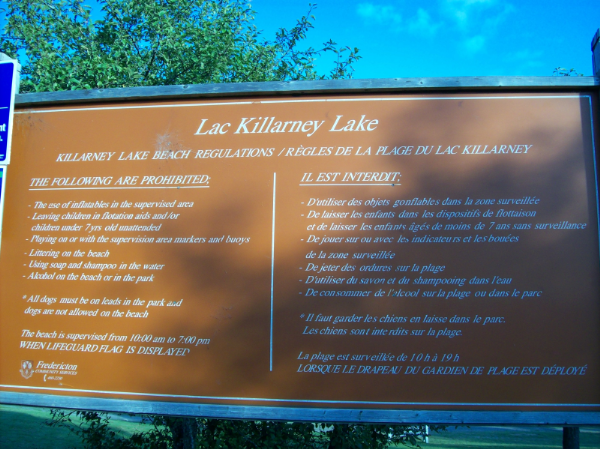 Lac Killarney Lake
KILLARNEY LAKE BEACH REGULATIONS / RÈGLES DE LA PLAGE DU LAC KILLARNEY
THE FOLLOWING ARE PROHIBITED:
- The use of inflatables in the supervised area
- Leaving children in flotation aids and/or
children under 7 yrs old unattended
- Playing on or with the supervision area markers and buoys
- Littering on the beach
- Using soap and shampoo in the water
- Alcohol on the beach or in the park
* All dogs must be on leads in the park and
dogs are not allowed on the beach
The beach is supervised from 10:00 am to 7:00 pm
WHEN LIFEGUARD FLAG IS DISPLAYED
Fredericton
COMMUNITY SERVICES
IL EST INTERDIT:
- D'utiliser des objets gonflables dans la zone surveillée
- De laisser les enfants dans les dispositifs de flottaison
et de laisser les enfants âgés de moins de 7 ans sans surveillance
- De jouer sur ou avec les indicateurs et les bouées
de la zone surveillée
- De jeter des ordures sur la plage
- D'utiliser du savon et du shampooing dans l'eau
- De consommer de l'alcool sur la plage ou dans le parc
* Il faut garder les chiens en laisse dans le parc.
Les chiens sont interdits sur la plage.
La plage est surveillée de 10 h à 19 h
LORSQUE LE DRAPEAU DU GARDIEN DE PLAGE EST DÉPLOYÉ